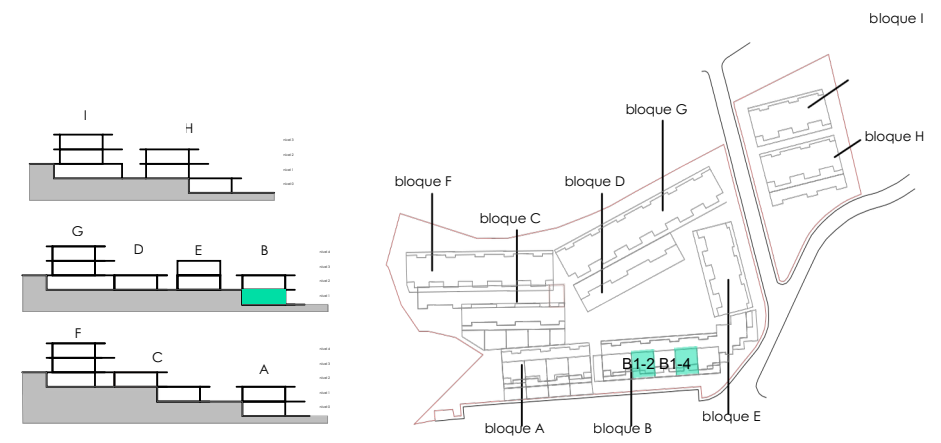 bloque I
I
H
bloque G
bloque H
bloque F
bloque D
bloque C
G
D
E
B
F
C
A
B1-2 B1-4
bloque A
bloque B
bloque E